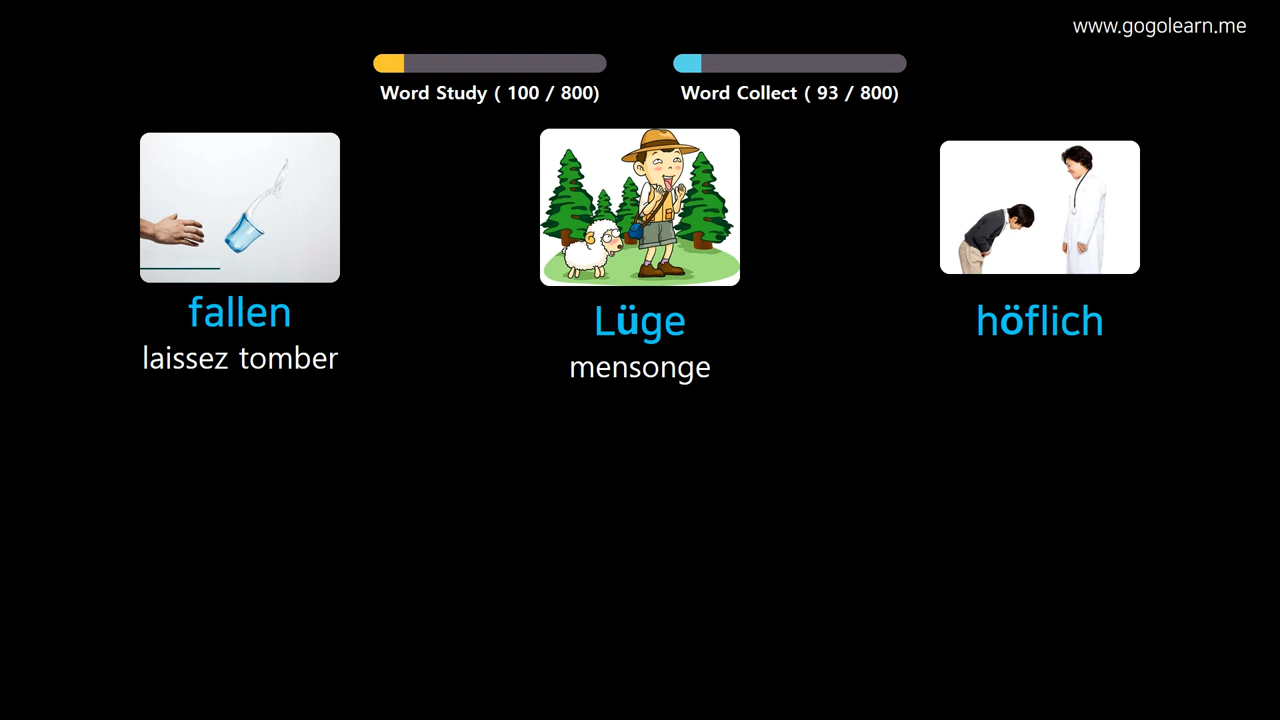 www.gogolearn.me
Word Study ( 100 / 800)
Word Collect ( 93 / 800)
fallen
laissez tomber
Lüge
mensonge
höflich